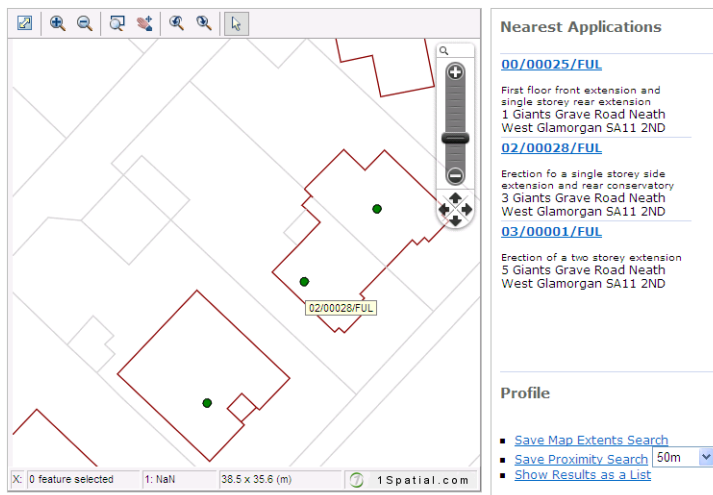 Nearest Applications
00/00025/FUL
First floor front extension and
single storey rear extension
1 Giants Grave Road Neath
West Glamorgan SA11 2ND
02/00028/FUL
Erection fo a single storey side
extension and rear conservatory
3 Giants Grave Road Neath
West Glamorgan SA11 2ND
03/00001/FUL
Erection of a two storey extension
5 Giants Grave Road Neath
West Glamorgan SA11 2ND
02/00028/FUL
Profile
Save Map Extents Search
Save Proximity Search 50m
Show Results as a List
X: 0 feature selected 1: NaN 38.5 x 35.6 (m) 1Spatial.com